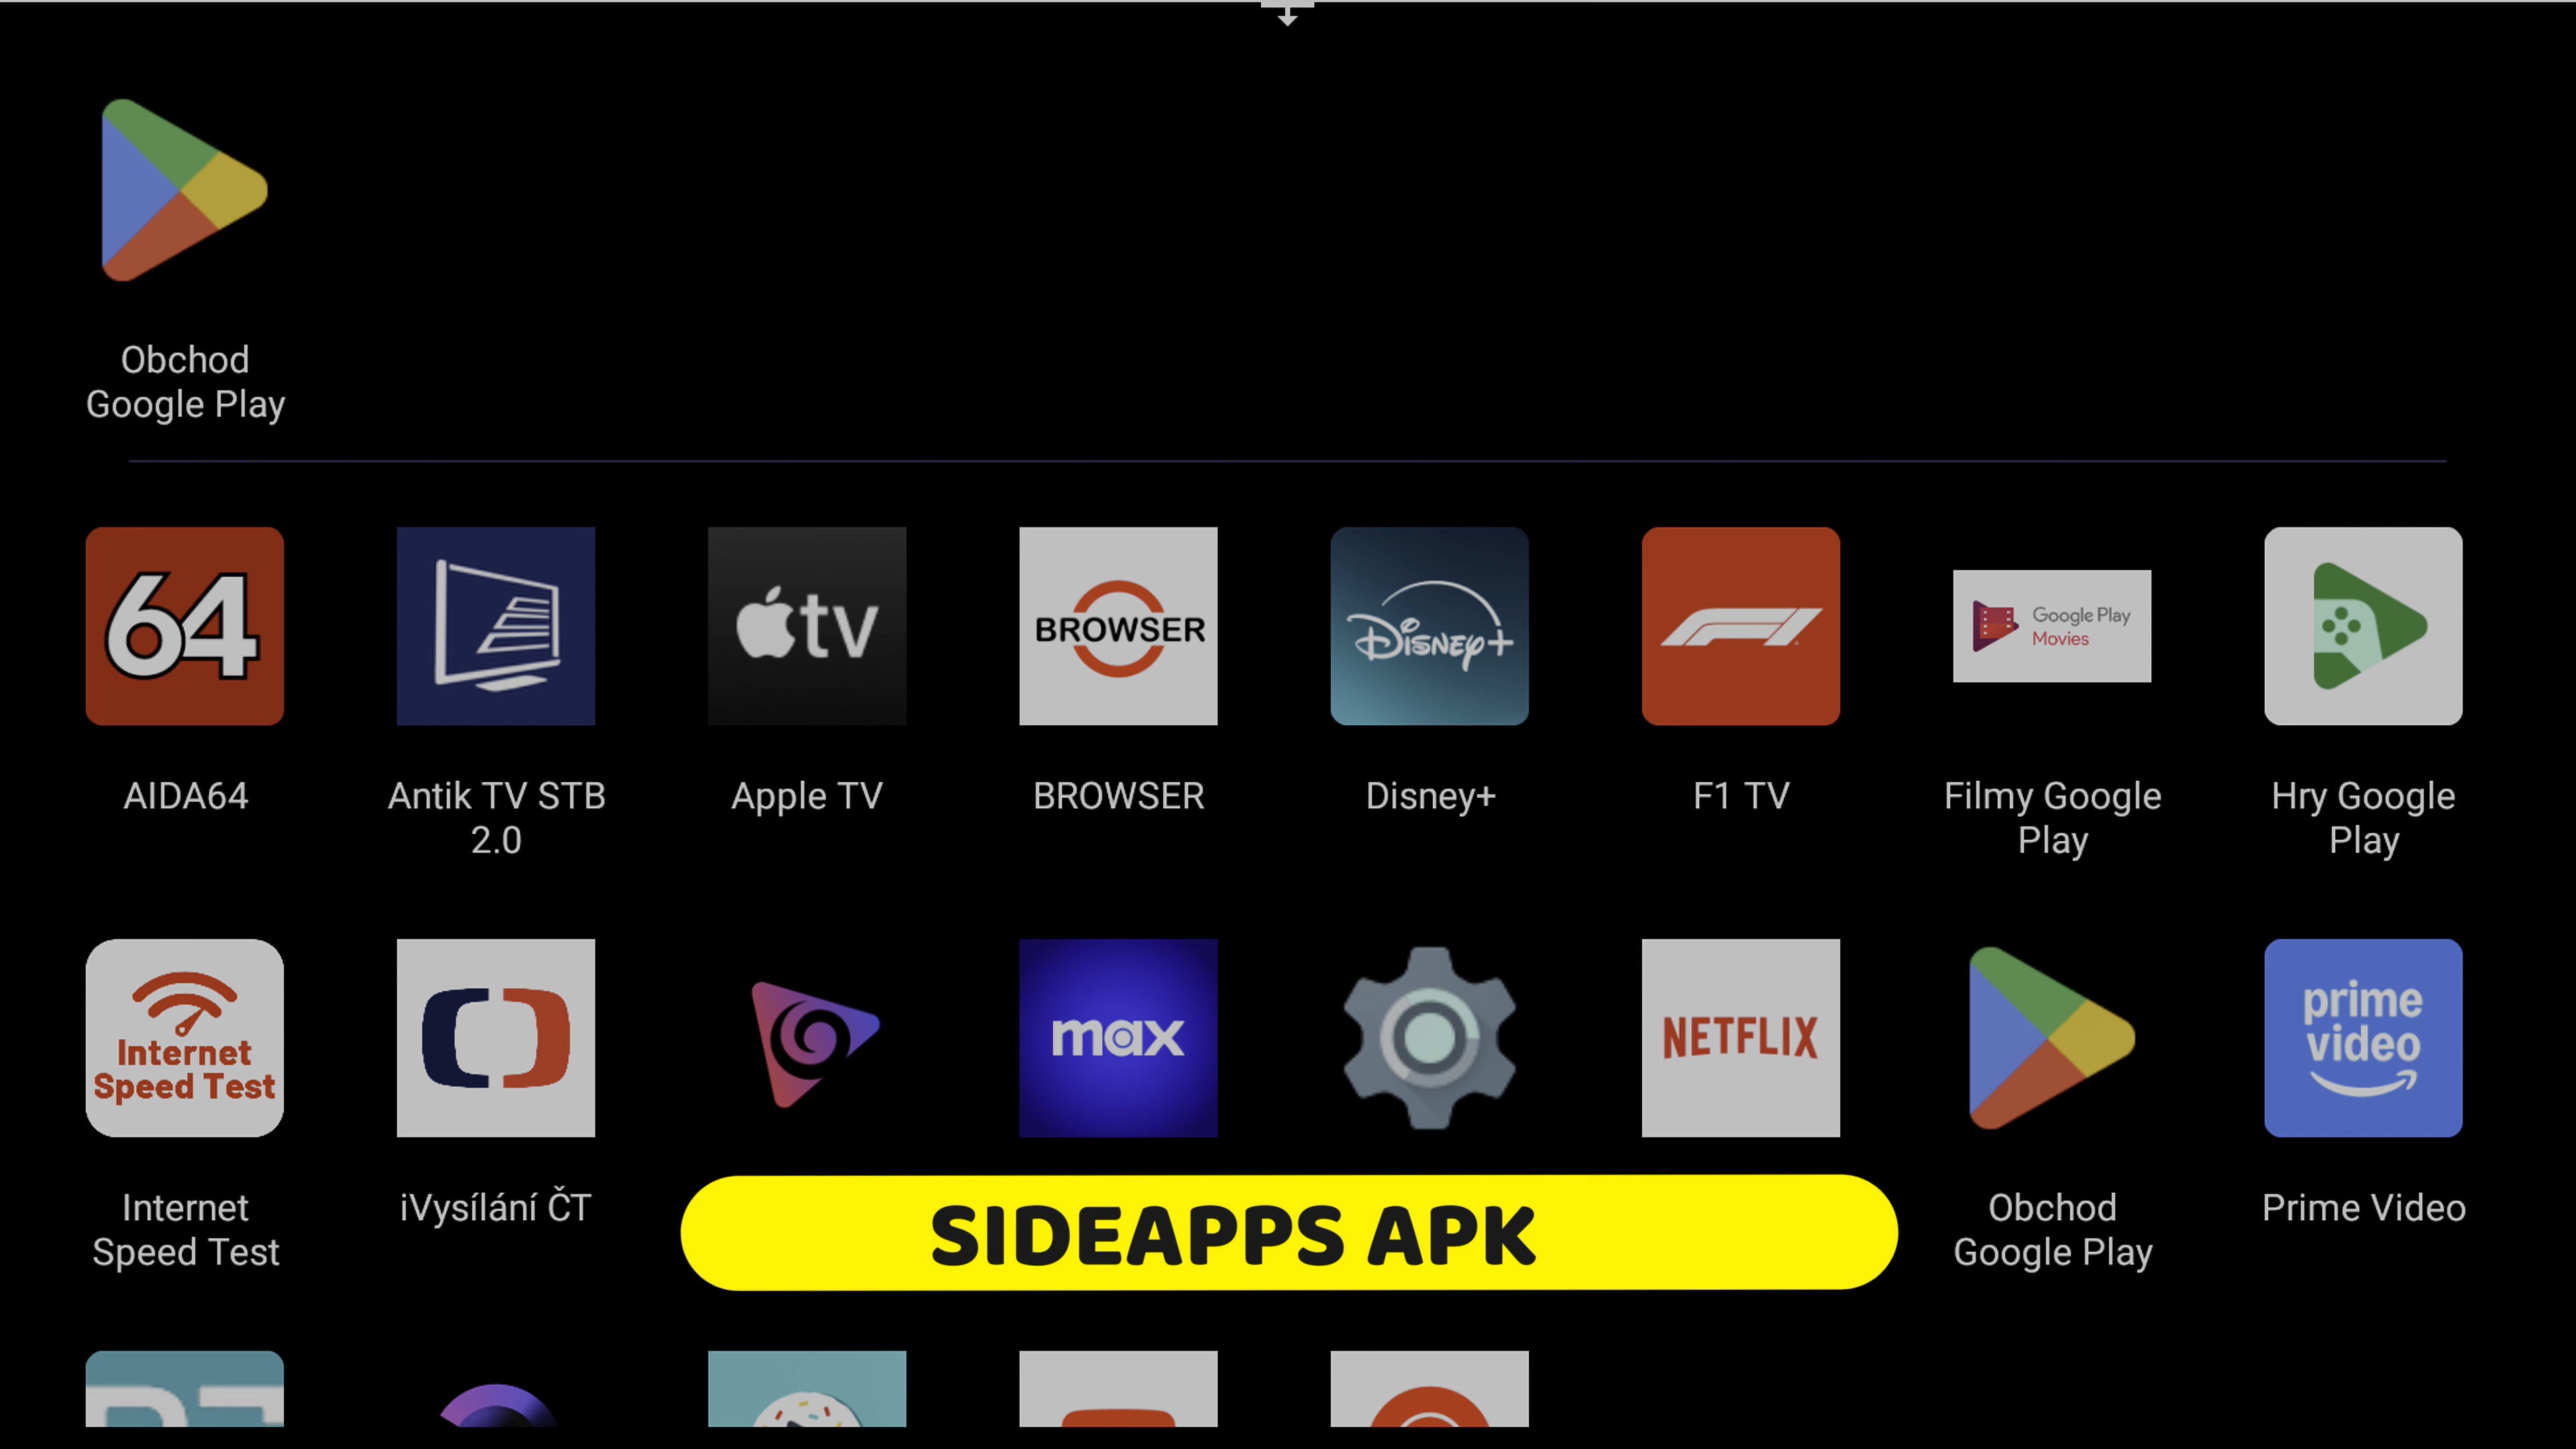 Obchod
Google Play
64
tv
BROWSER
Disney+
F1
Google Play
Movies
AIDA64
Antik TV STB
2.0
Apple TV
BROWSER
Disney+
F1 TV
Filmy Google
Play
Hry Google
Play
Internet
Speed Test
max
NETFLIX
prime
video
Internet
Speed Test
iVysílání ČT
SIDEAPPS APK
Obchod
Google Play
Prime Video